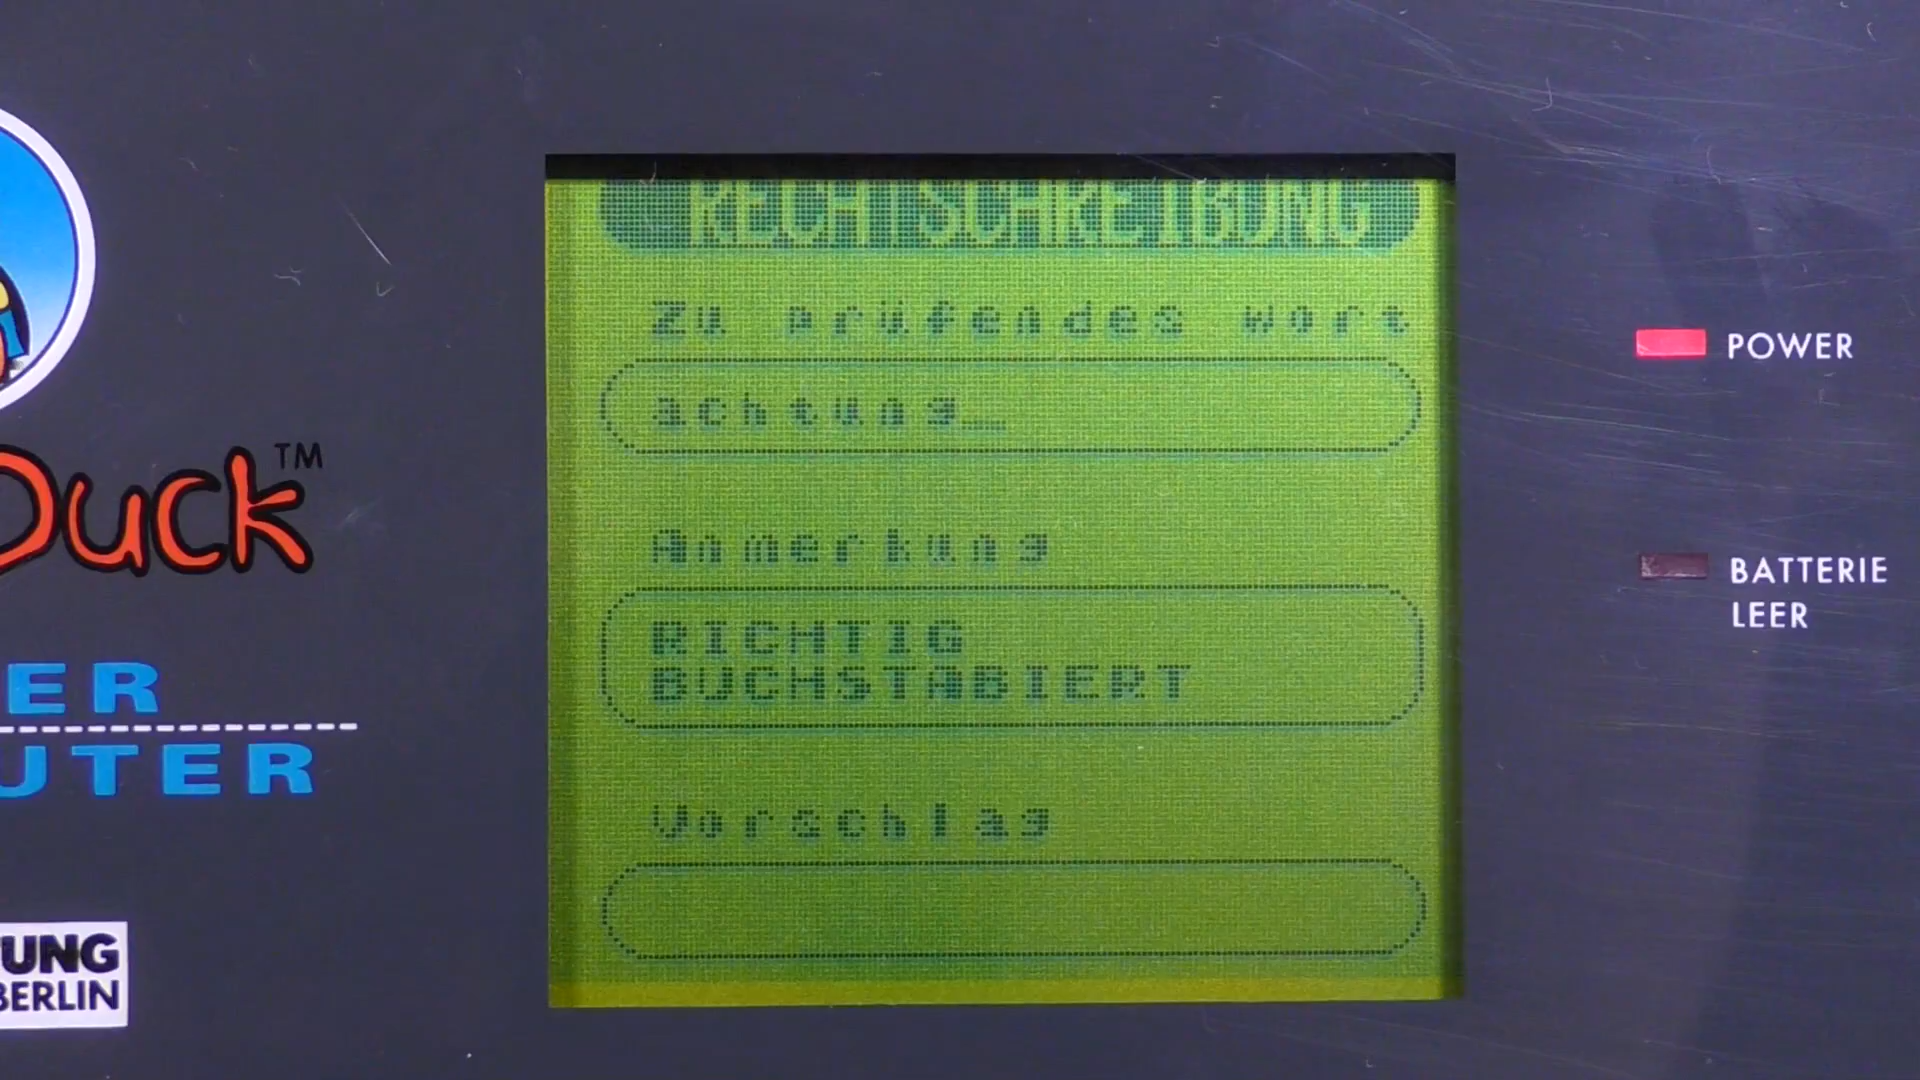 RECHTSCHREIBUNG
Zu prüfendes wort
achtung_
Anmerkung
RICHTIG
BUCHSTABIERT
Vorschlag
POWER
BATTERIE
LEER
Duck™
ER
UTER
UNG
BERLIN